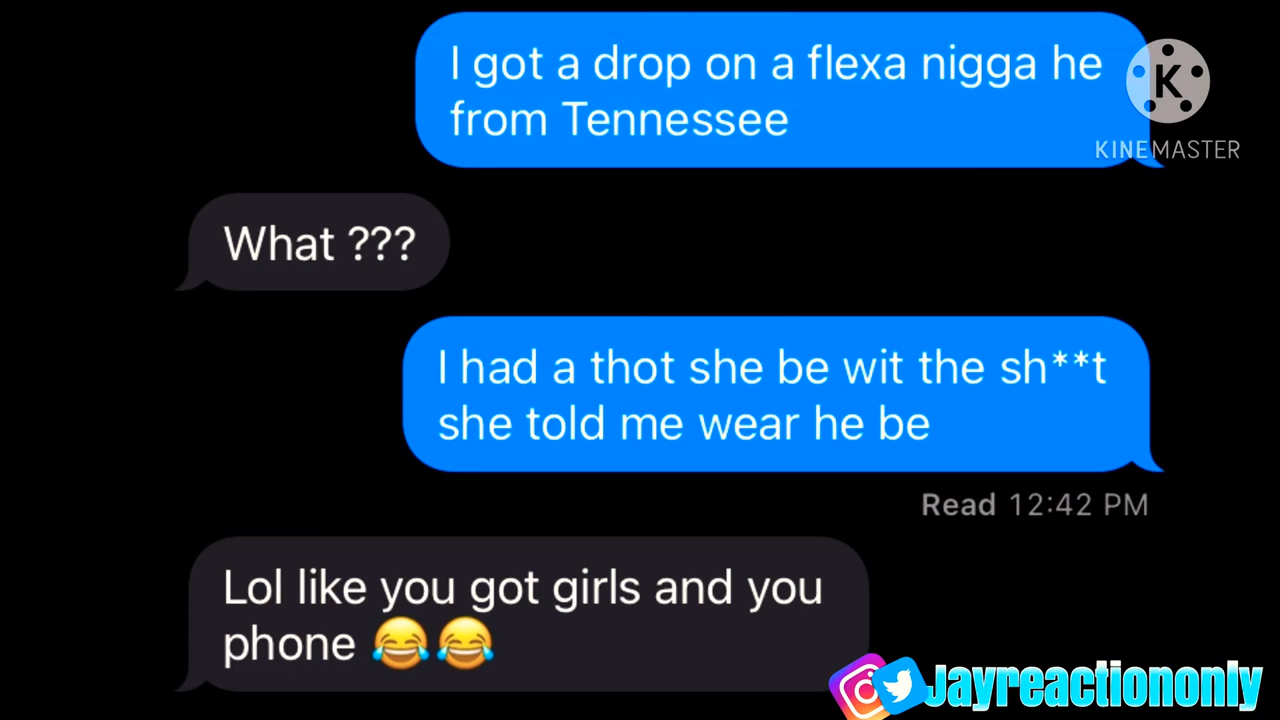 I got a drop on a flexa nigga he
from Tennessee
K
KINEMASTER
What ???
I had a thot she be wit the sh**t
she told me wear he be
Read 12:42 PM
Lol like you got girls and you
phone 😂😂
Jayreactiononly